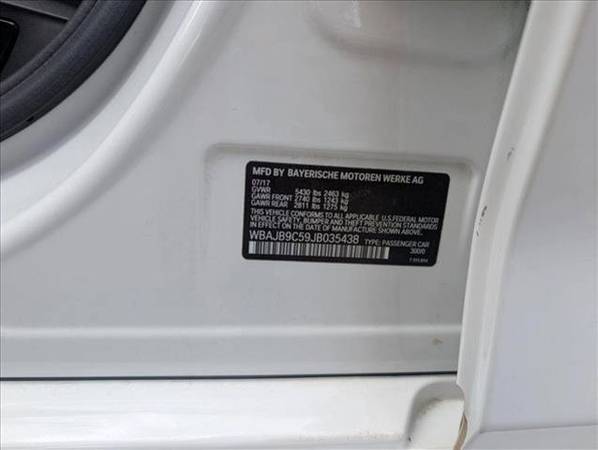 MFD BY BAYERISCHE MOTOREN WERKE AG
07/17
GVWR 5430 lbs 2463 kg
GAWR FRONT 2740 lbs 1243 kg
GAWR REAR 2811 lbs 1275 kg
THIS VEHICLE CONFORMS TO ALL APPLICABLE U.S. FEDERAL MOTOR
VEHICLE SAFETY, BUMPER AND THEFT PREVENTION STANDARDS
IN EFFECT ON THE DATE OF MANUFACTURE SHOWN ABOVE.
WBAJB9C59JB035438 TYPE: PASSENGER CAR
300/0